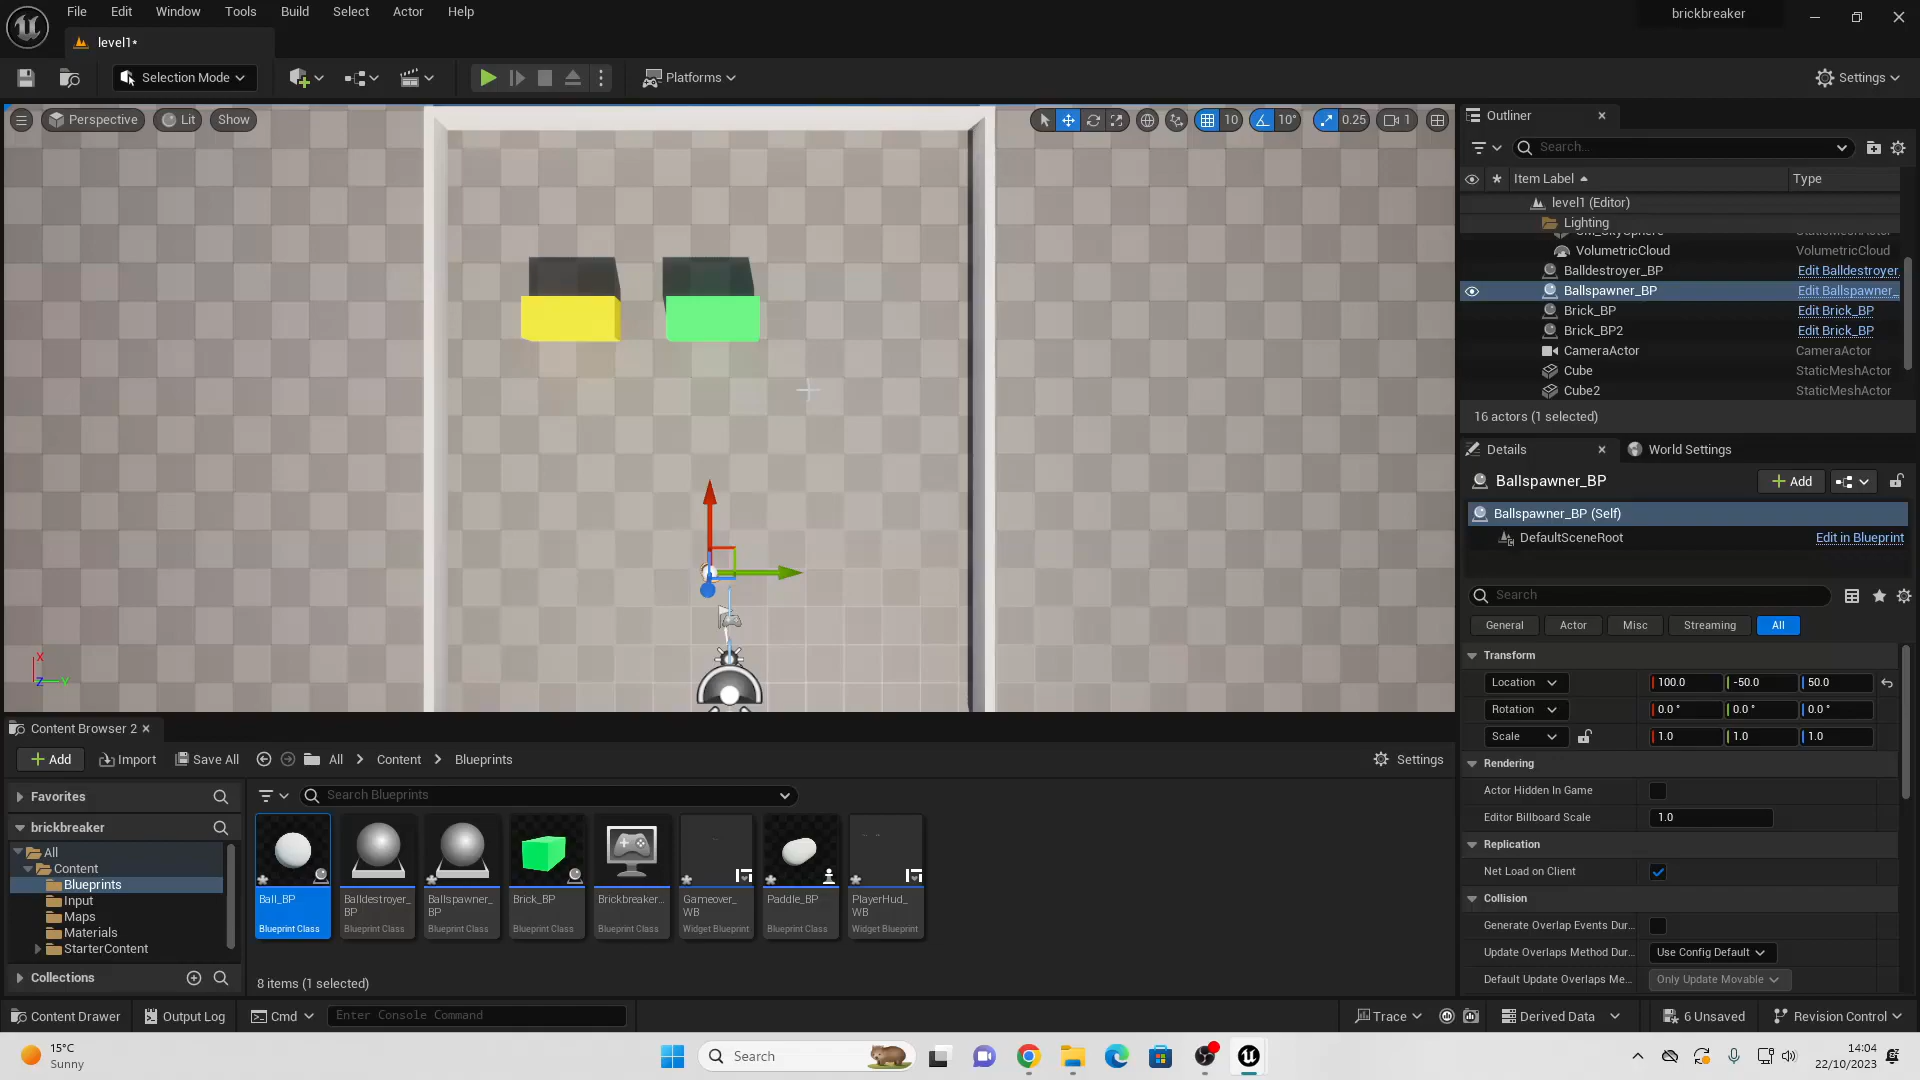 File Edit Window Tools Build Select Actor Help
brickbreaker
level1*
Selection Mode
Platforms
Settings
Perspective Lit Show
10 10° 0.25 1
Outliner
Search...
Item Label Type
level1 (Editor)
Lighting
VolumetricCloud VolumetricCloud
Balldestroyer_BP Edit Balldestroyer
Ballspawner_BP Edit Ballspawner_
Brick_BP Edit Brick_BP
Brick_BP2 Edit Brick_BP
CameraActor CameraActor
Cube StaticMeshActor
Cube2 StaticMeshActor
16 actors (1 selected)
Details World Settings
Ballspawner_BP Add
Ballspawner_BP (Self)
DefaultSceneRoot Edit in Blueprint
Search
General Actor Misc Streaming All
Transform
Location 100.0 -50.0 50.0
Rotation 0.0 ° 0.0 ° 0.0 °
Scale 1.0 1.0 1.0
Rendering
Actor Hidden In Game
Editor Billboard Scale 1.0
Replication
Net Load on Client
Collision
Generate Overlap Events Dur...
Update Overlaps Method Dur... Use Config Default
Default Update Overlaps Me... Only Update Movable
X
Z Y
Content Browser 2
Add Import Save All All Content Blueprints Settings
Favorites
Search Blueprints
brickbreaker
All
Content
Blueprints
Input
Maps
Materials
StarterContent
Collections
Ball_BP
Blueprint Class
Balldestroyer_
BP
Blueprint Class
Ballspawner_
BP
Blueprint Class
Brick_BP
Blueprint Class
Brickbreaker...
Blueprint Class
Gameover_
WB
Widget Blueprint
Paddle_BP
Blueprint Class
PlayerHud_
WB
Widget Blueprint
8 items (1 selected)
Content Drawer Output Log Cmd Enter Console Command Trace Derived Data 6 Unsaved Revision Control
15°C
Sunny
Search
14:04
22/10/2023